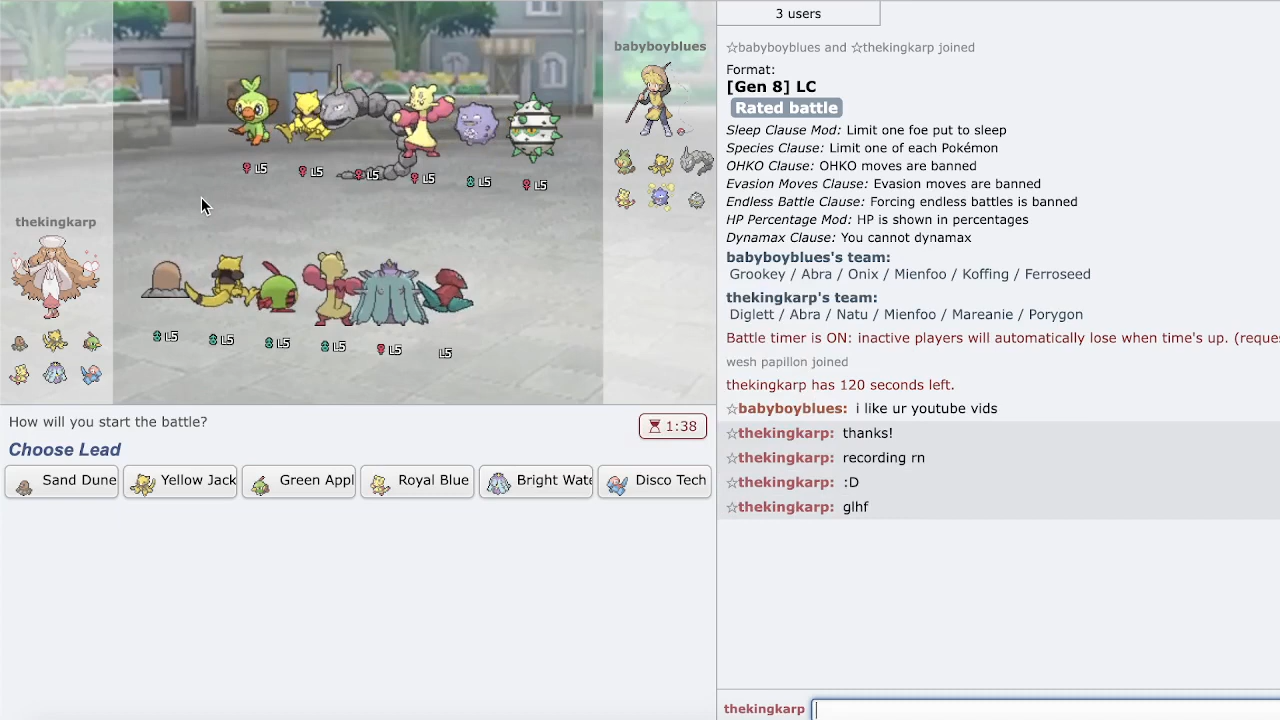 babyboyblues
L5
L5
L5
L5
L5
L5
thekingkarp
L5
L5
L5
L5
L5
L5
How will you start the battle?
1:38
Choose Lead
Sand Dune
Yellow Jack
Green Appl
Royal Blue
Bright Wate
Disco Tech
3 users
☆babyboyblues and ☆thekingkarp joined
Format:
[Gen 8] LC
Rated battle
Sleep Clause Mod: Limit one foe put to sleep
Species Clause: Limit one of each Pokémon
OHKO Clause: OHKO moves are banned
Evasion Moves Clause: Evasion moves are banned
Endless Battle Clause: Forcing endless battles is banned
HP Percentage Mod: HP is shown in percentages
Dynamax Clause: You cannot dynamax
babyboyblues's team:
Grookey / Abra / Onix / Mienfoo / Koffing / Ferroseed
thekingkarp's team:
Diglett / Abra / Natu / Mienfoo / Mareanie / Porygon
Battle timer is ON: inactive players will automatically lose when time's up. (reques
wesh papillon joined
thekingkarp has 120 seconds left.
☆babyboyblues: i like ur youtube vids
☆thekingkarp: thanks!
☆thekingkarp: recording rn
☆thekingkarp: :D
☆thekingkarp: glhf
thekingkarp